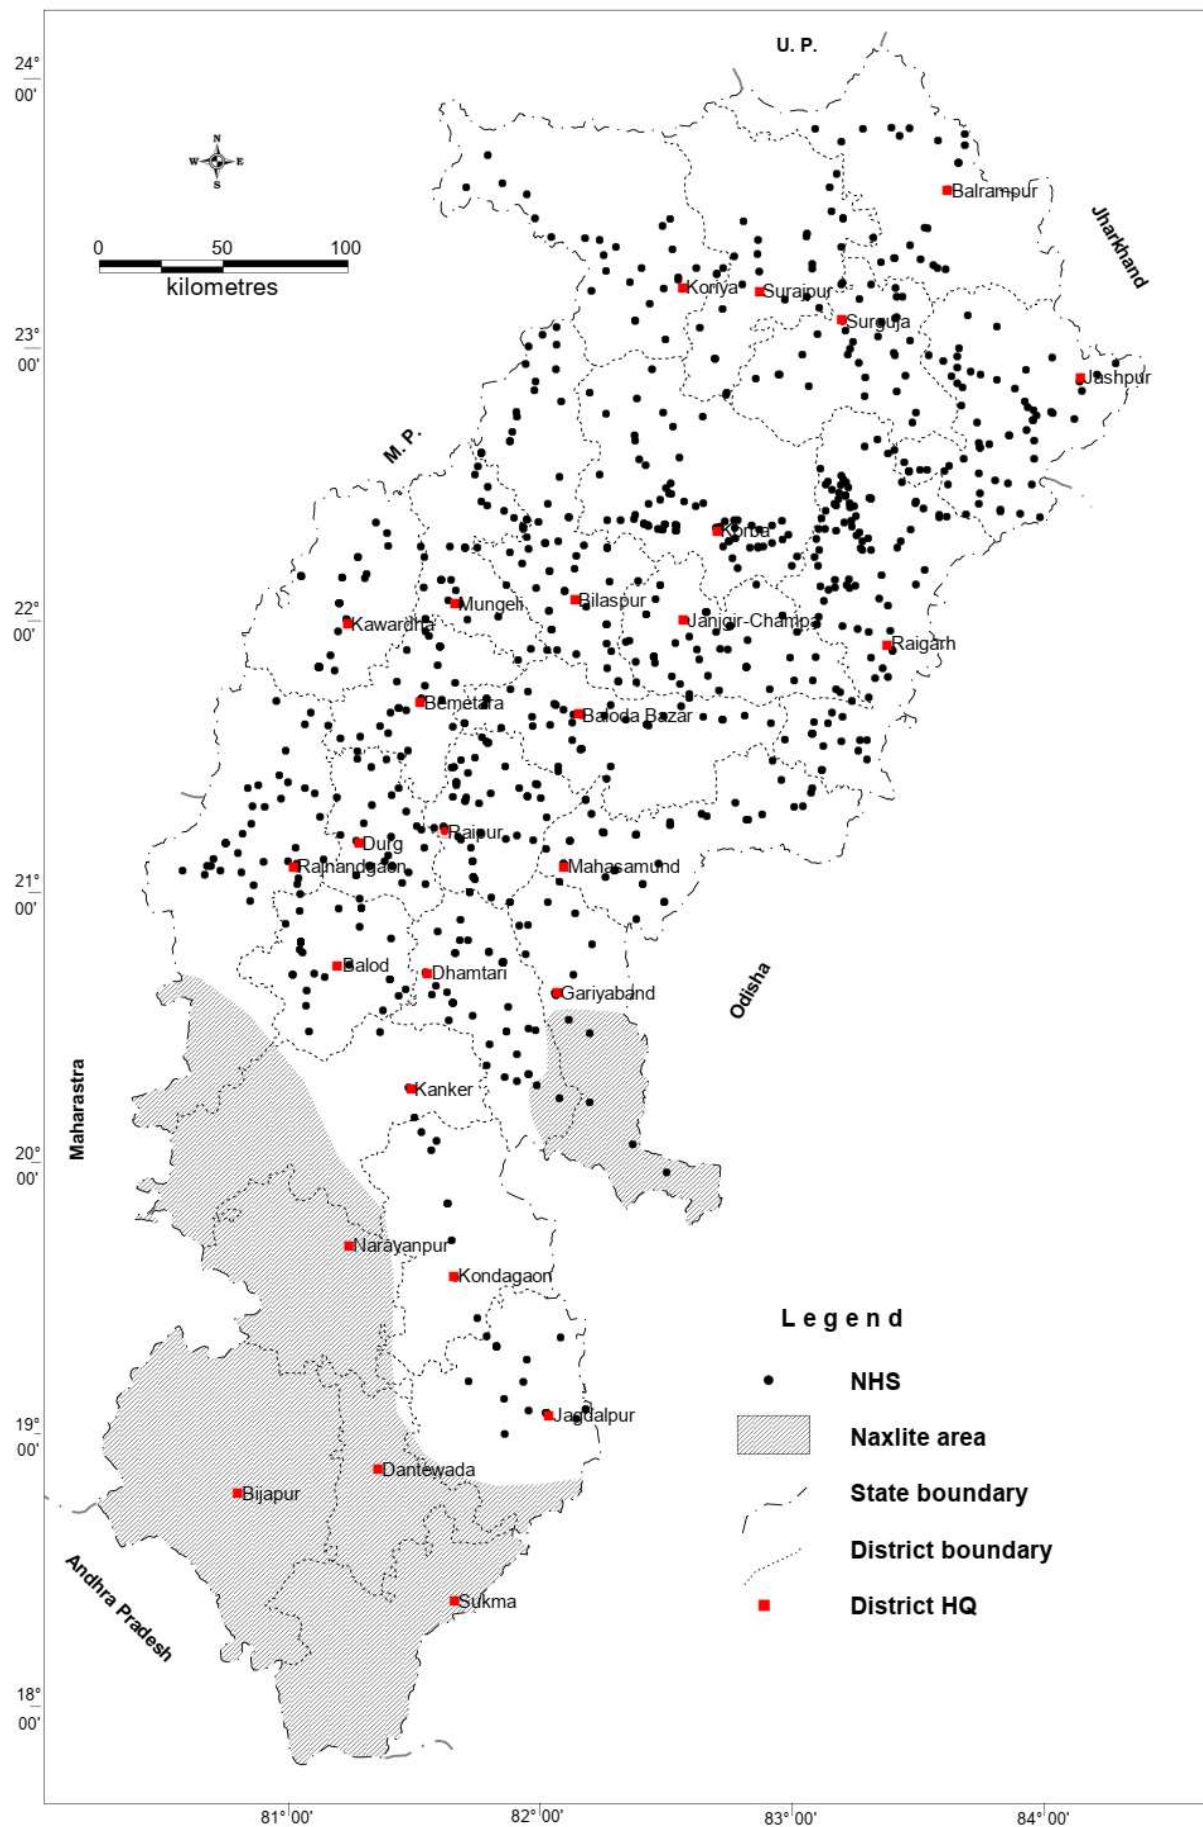 U. P.
24°
00'
N
W E
S
Balrampur
Jharkhand
0 50 100
kilometres
Koriya
Surajpur
Surguja
23°
00'
Jashpur
M. P.
Korba
Mungeli
Bilaspur
22°
00'
Kawardha
Janjgir-Champa
Raigarh
Bemetara
Baloda Bazar
Raipur
Durg
Rajnandgaon
Mahasamund
21°
00'
Balod
Dhamtari
Odisha
Gariyaband
Maharastra
Kanker
20°
00'
Narayanpur
Kondagaon
Legend
NHS
19°
00'
Jagdalpur
Naxlite area
Dantewada
Bijapur
State boundary
District boundary
Andhra Pradesh
Sukma
District HQ
18°
00'
81°00' 82°00' 83°00' 84°00'